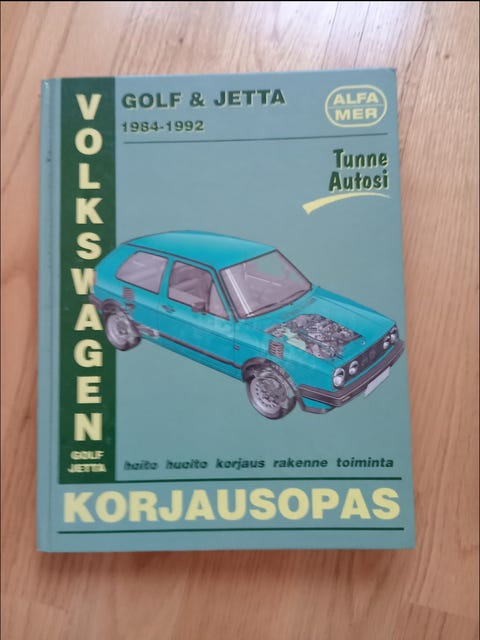 VOLKSWAGEN
GOLF
JETTA
GOLF & JETTA
1984-1992
ALFA
MER
Tunne
Autosi
hoito huolto korjaus rakenne toiminta
KORJAUSOPAS